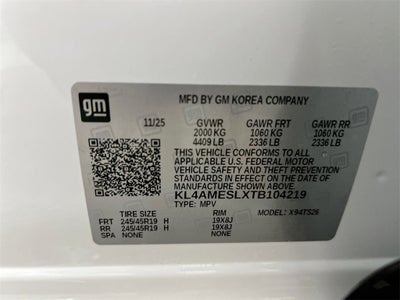 gm
MFD BY GM KOREA COMPANY
11/25 GVWR GAWR FRT GAWR RR
2000 KG 1060 KG 1060 KG
4409 LB 2336 LB 2336 LB
THIS VEHICLE CONFORMS TO ALL
APPLICABLE U.S. FEDERAL MOTOR
VEHICLE SAFETY AND THEFT
PREVENTION STANDARDS IN
EFFECT ON THE DATE OF
MANUFACTURE SHOWN ABOVE.
KL4AMESLXTB104219
TYPE: MPV
TIRE SIZE RIM MODEL: X94TS26
FRT 245/45R19 H 19X8J
RR 245/45R19 H 19X8J
SPA NONE NONE